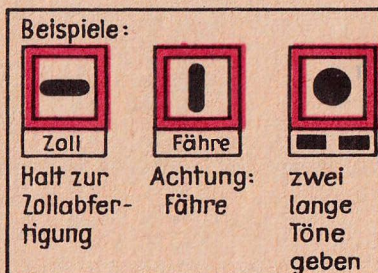 Beispiele:
Zoll
Fähre
Halt zur
Zollabfer-
tigung
Achtung:
Fähre
zwei
lange
Töne
geben